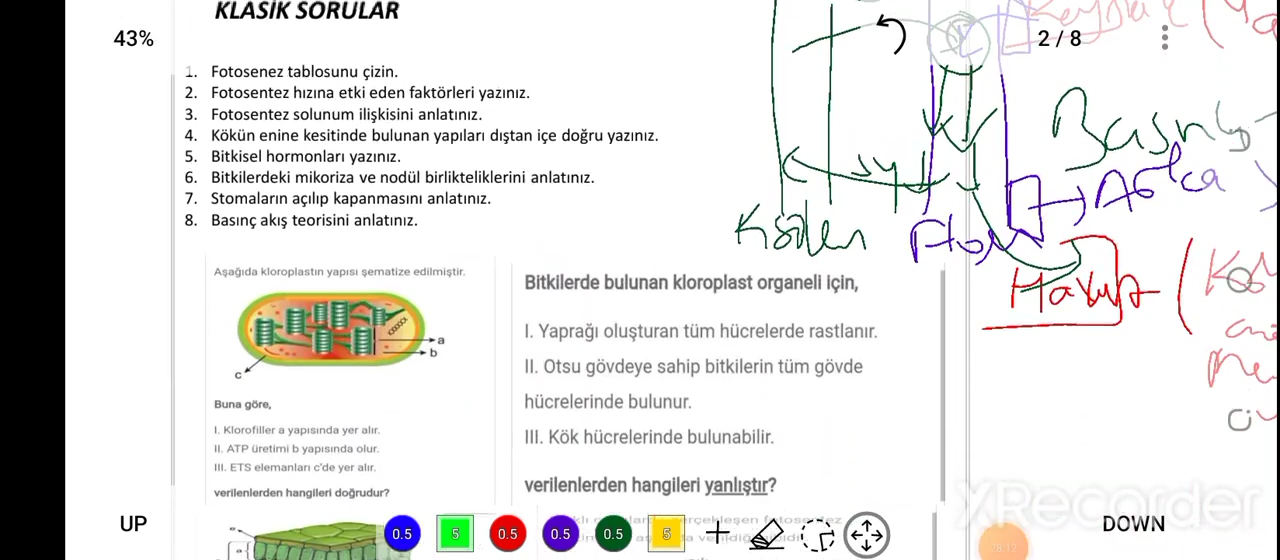 KLASİK SORULAR
43%
2 / 8
1. Fotosenez tablosunu çizin.
2. Fotosentez hızına etki eden faktörleri yazınız.
3. Fotosentez solunum ilişkisini anlatınız.
4. Kökün enine kesitinde bulunan yapıları dıştan içe doğru yazınız.
5. Bitkisel hormonları yazınız.
6. Bitkilerdeki mikoriza ve nodül birlikteliklerini anlatınız.
7. Stomaların açılıp kapanmasını anlatınız.
8. Basınç akış teorisini anlatınız.
Aşağıda kloroplastın yapısı şematize edilmiştir.
a
b
c
Buna göre,
I. Klorofiller a yapısında yer alır.
II. ATP üretimi b yapısında olur.
III. ETS elemanları c'de yer alır.
verilenlerden hangileri doğrudur?
Bitkilerde bulunan kloroplast organeli için,
I. Yaprağı oluşturan tüm hücrelerde rastlanır.
II. Otsu gövdeye sahip bitkilerin tüm gövde
hücrelerinde bulunur.
III. Kök hücrelerinde bulunabilir.
verilenlerden hangileri yanlıştır?
Basınç
Arka
Havuz
XRecorder
28:12
UP
0.5
5
0.5
0.5
0.5
5
DOWN